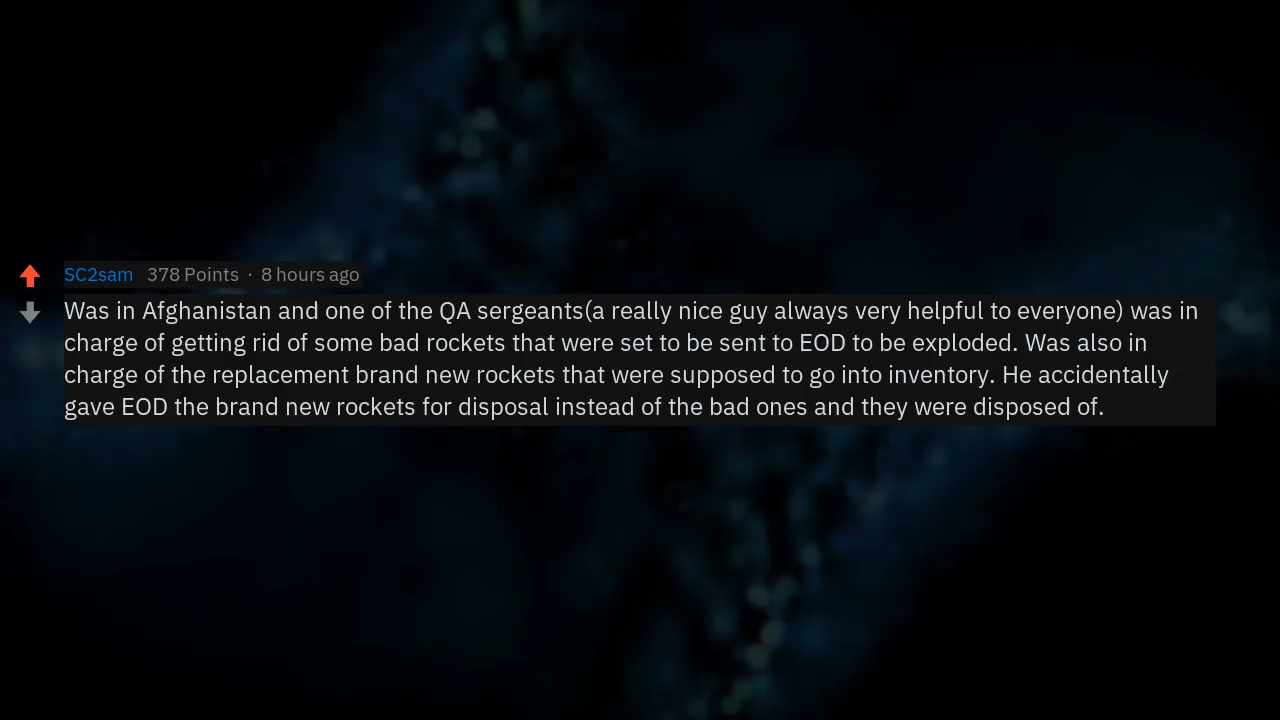 SC2sam 378 Points · 8 hours ago
Was in Afghanistan and one of the QA sergeants(a really nice guy always very helpful to everyone) was in
charge of getting rid of some bad rockets that were set to be sent to EOD to be exploded. Was also in
charge of the replacement brand new rockets that were supposed to go into inventory. He accidentally
gave EOD the brand new rockets for disposal instead of the bad ones and they were disposed of.